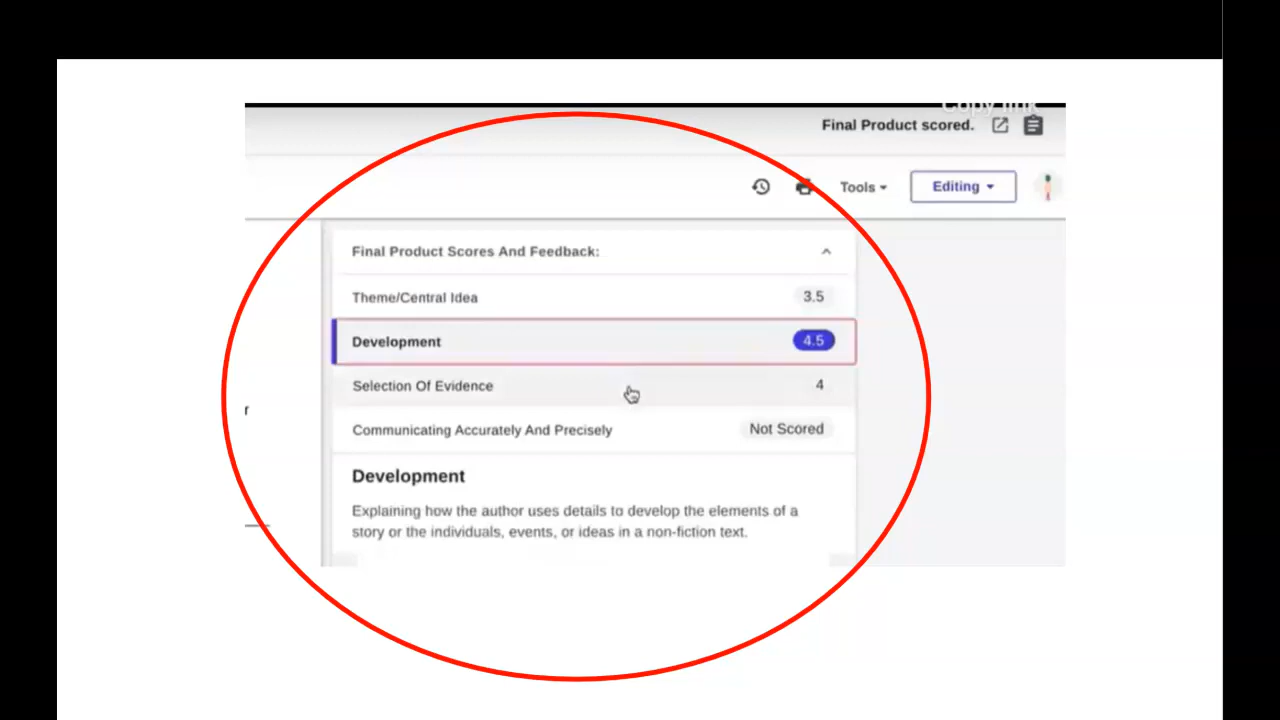 Copy link
Final Product scored.
Tools
Editing
Final Product Scores And Feedback:
Theme/Central Idea 3.5
Development 4.5
Selection Of Evidence 4
r
Communicating Accurately And Precisely Not Scored
Development
Explaining how the author uses details to develop the elements of a
story or the individuals, events, or ideas in a non-fiction text.